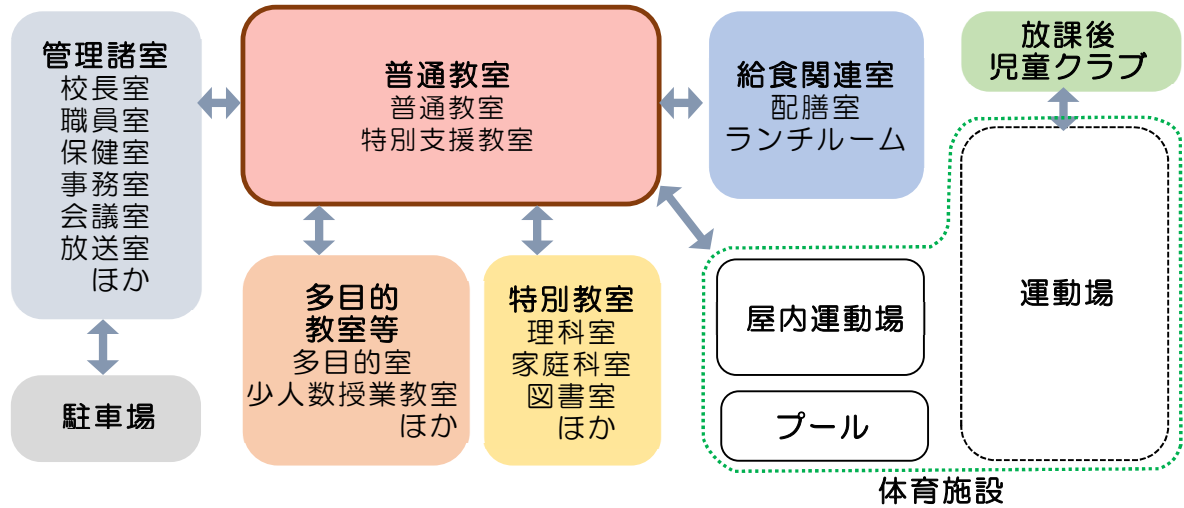 管理諸室
校長室
職員室
保健室
事務室
会議室
放送室
ほか
駐車場
普通教室
普通教室
特別支援教室
給食関連室
配膳室
ランチルーム
放課後
児童クラブ
多目的
教室等
多目的室
少人数授業教室
ほか
特別教室
理科室
家庭科室
図書室
ほか
屋内運動場
プール
運動場
体育施設